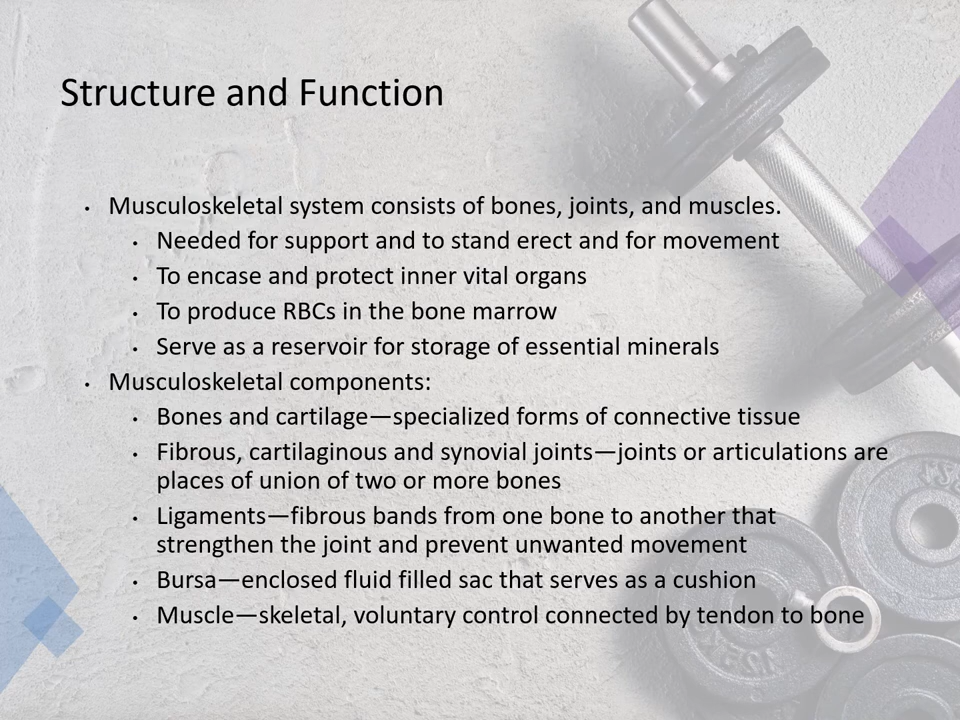 Structure and Function
• Musculoskeletal system consists of bones, joints, and muscles.
• Needed for support and to stand erect and for movement
• To encase and protect inner vital organs
• To produce RBCs in the bone marrow
• Serve as a reservoir for storage of essential minerals
• Musculoskeletal components:
• Bones and cartilage—specialized forms of connective tissue
• Fibrous, cartilaginous and synovial joints—joints or articulations are
places of union of two or more bones
• Ligaments—fibrous bands from one bone to another that
strengthen the joint and prevent unwanted movement
• Bursa—enclosed fluid filled sac that serves as a cushion
• Muscle—skeletal, voluntary control connected by tendon to bone